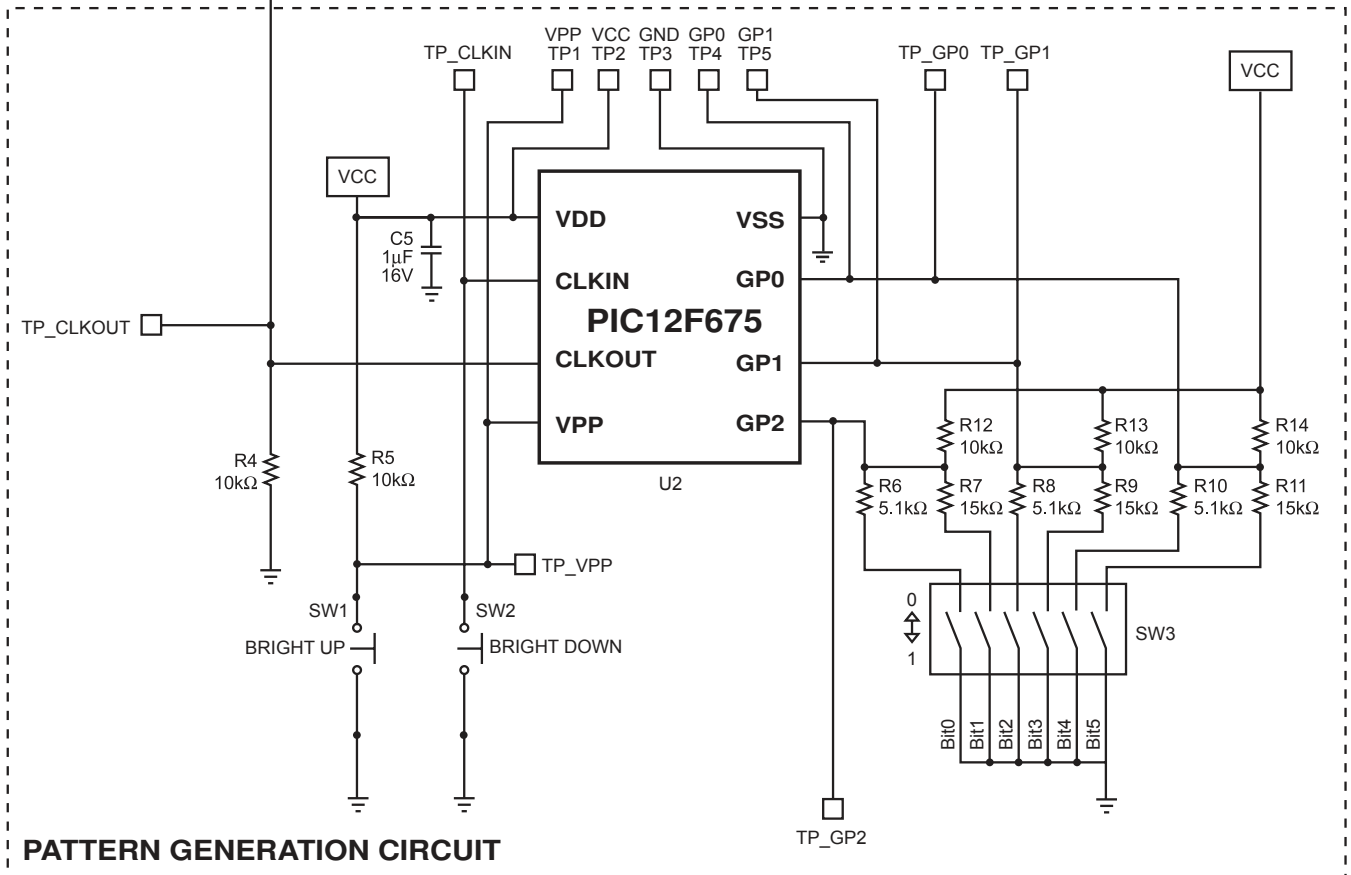 VPP VCC GND GP0 GP1
TP_CLKIN TP1 TP2 TP3 TP4 TP5 TP_GP0 TP_GP1
VCC
VCC
C5
1μF
16V
VDD
CLKIN
PIC12F675
CLKOUT
VPP
VSS
GP0
GP1
GP2
U2
TP_CLKOUT
R4
10kΩ
R5
10kΩ
R12
10kΩ
R13
10kΩ
R14
10kΩ
R6
5.1kΩ
R7
15kΩ
R8
5.1kΩ
R9
15kΩ
R10
5.1kΩ
R11
15kΩ
TP_VPP
SW1
BRIGHT UP
SW2
BRIGHT DOWN
0
1
SW3
Bit0
Bit1
Bit2
Bit3
Bit4
Bit5
TP_GP2
PATTERN GENERATION CIRCUIT